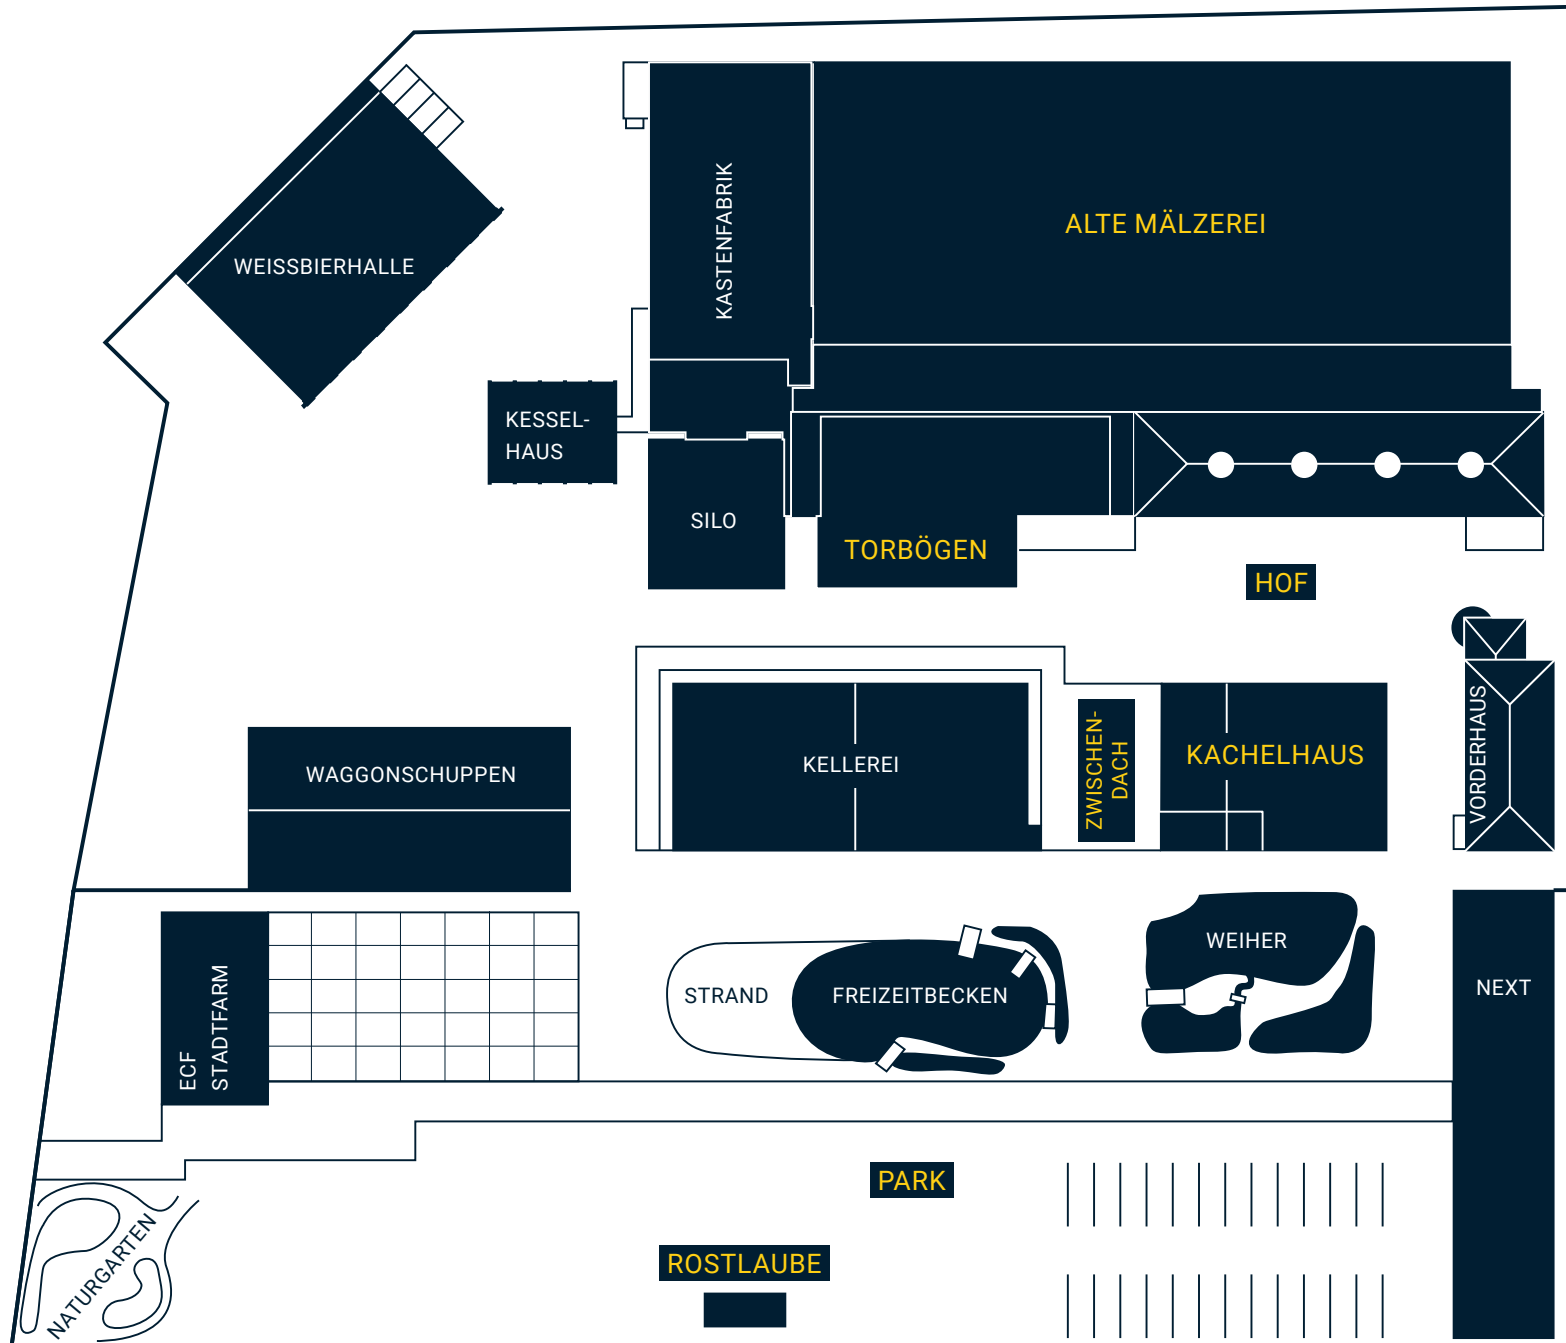 KASTENFABRIK
ALTE MÄLZEREI
WEISSBIERHALLE
KESSEL-
HAUS
SILO
TORBÖGEN
HOF
WAGGONSCHUPPEN
KELLEREI
ZWISCHEN-
DACH
KACHELHAUS
VORDERHAUS
ECF
STADTFARM
STRAND
FREIZEITBECKEN
WEIHER
NEXT
PARK
ROSTLAUBE
NATURGARTEN